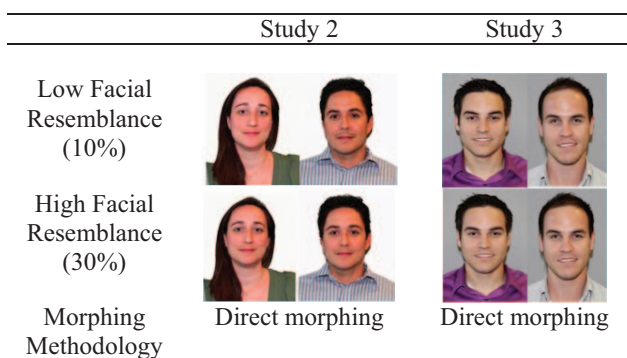 Study 2 Study 3
Low Facial
Resemblance
(10%)
High Facial
Resemblance
(30%)
Morphing Direct morphing Direct morphing
Methodology